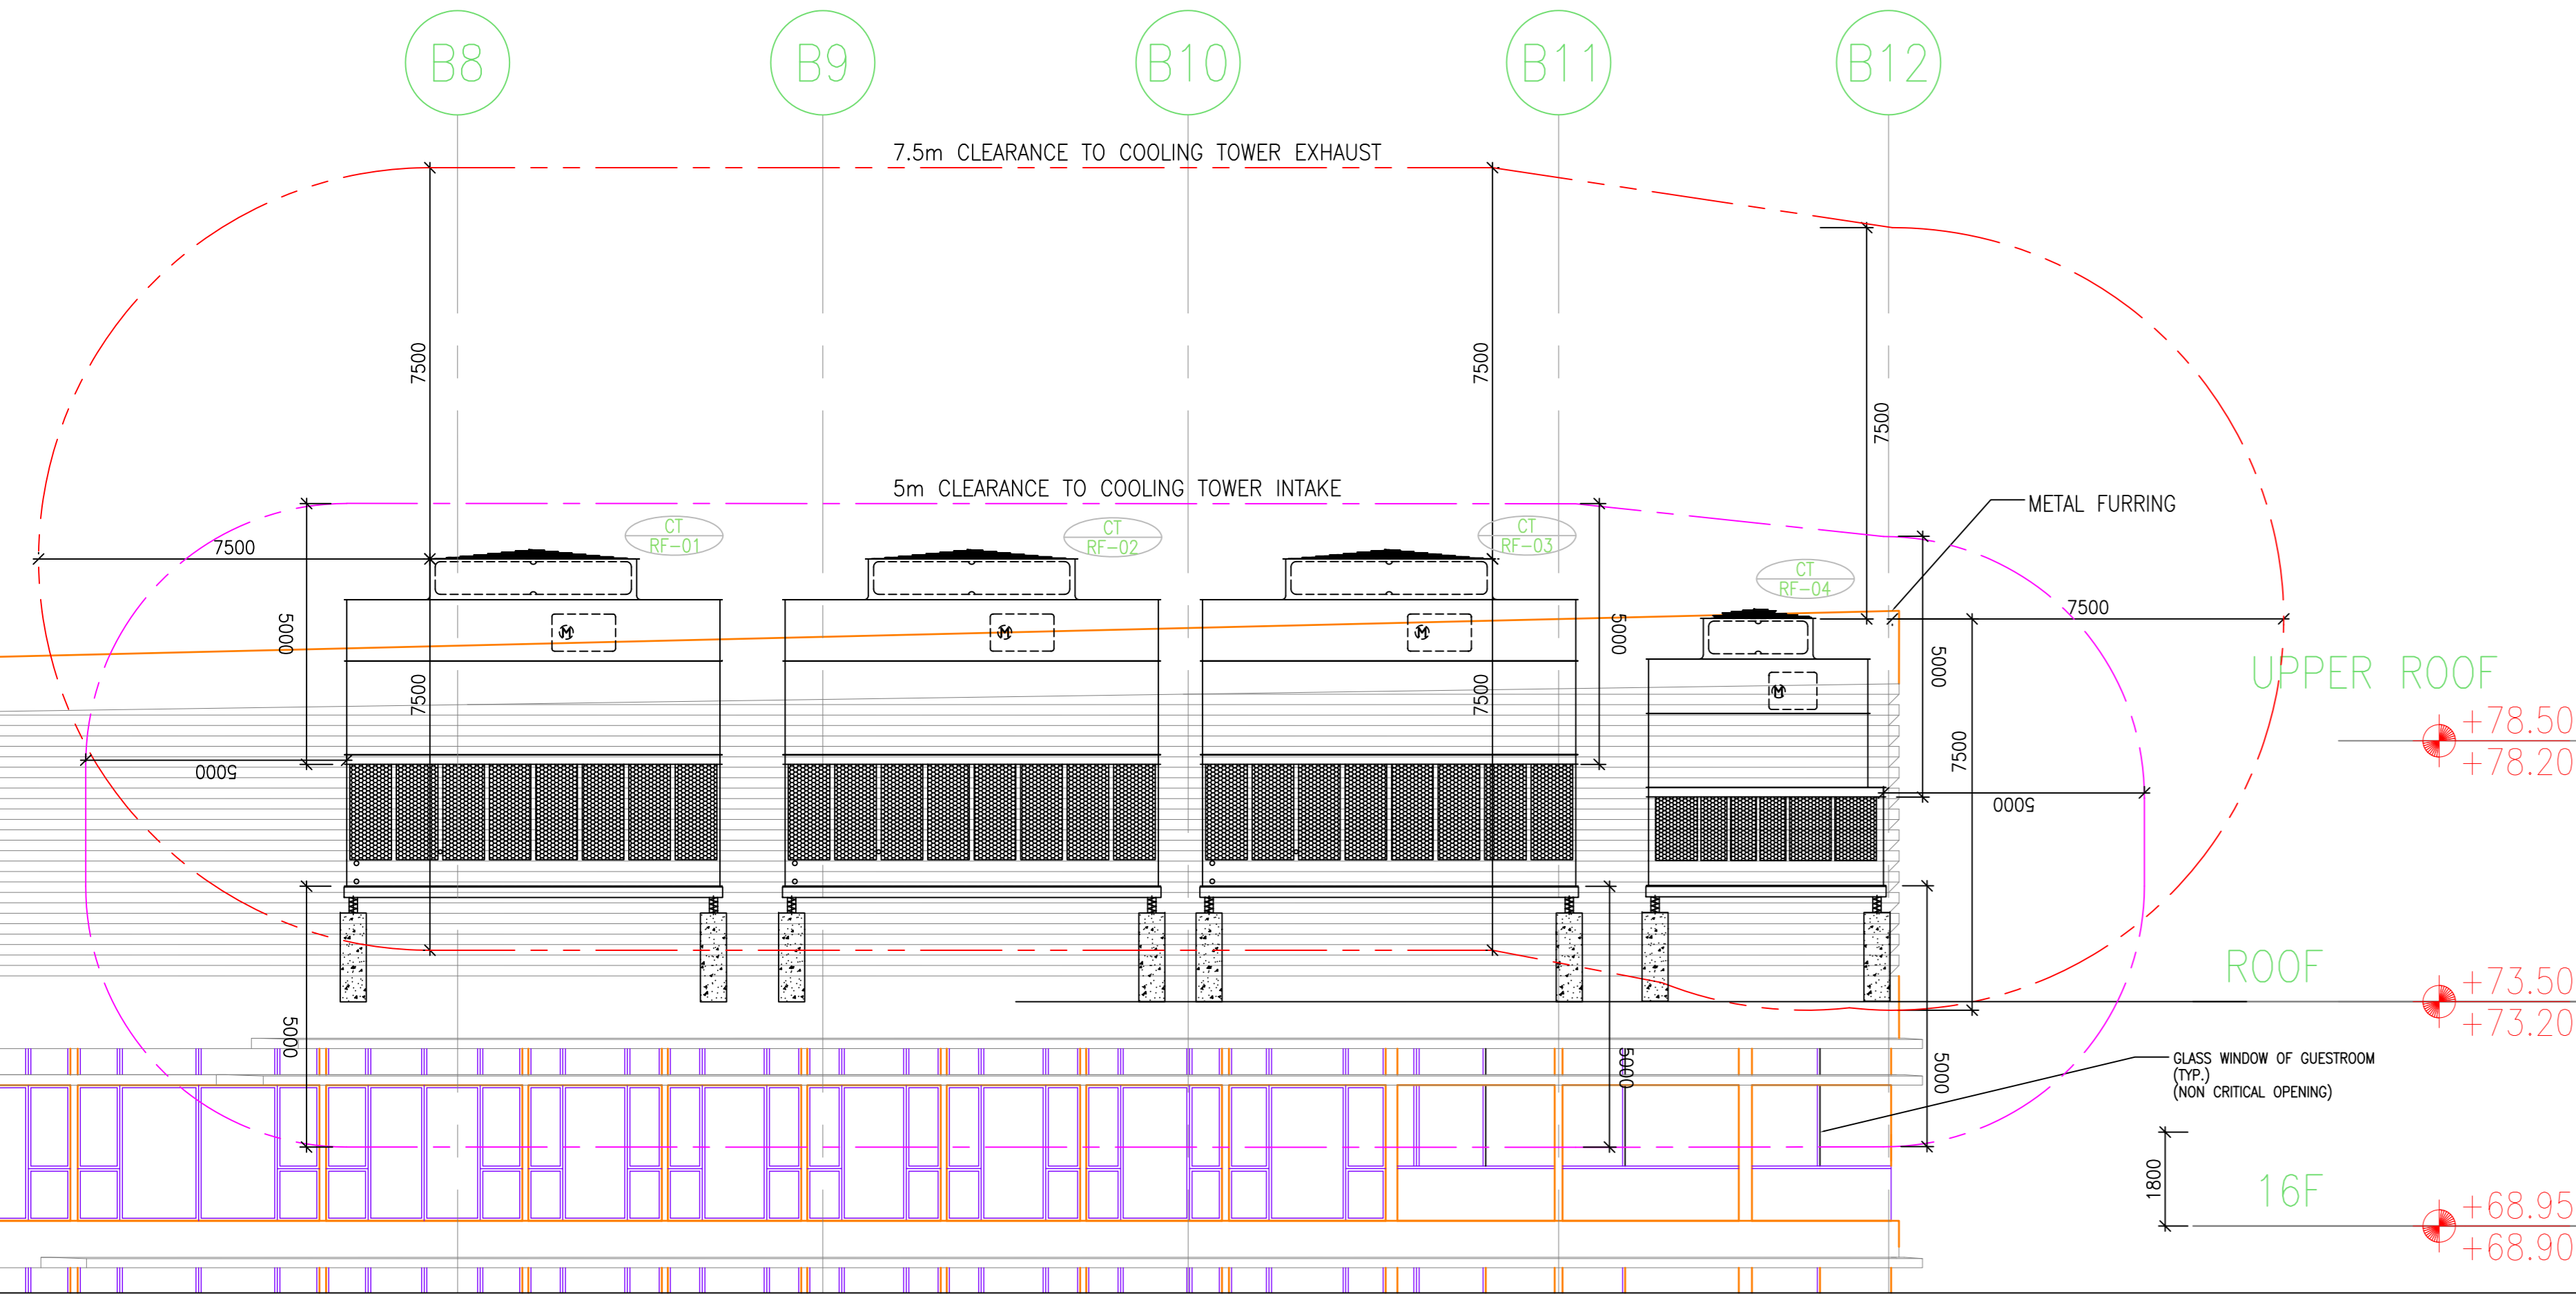 B8
B9
B10
B11
B12
7.5m CLEARANCE TO COOLING TOWER EXHAUST
7500
7500
7500
5m CLEARANCE TO COOLING TOWER INTAKE
METAL FURRING
CT
RF-01
CT
RF-02
CT
RF-03
CT
RF-04
7500
5000
5000
7500
5000
M
M
M
M
UPPER ROOF
+78.50
+78.20
7500
7500
7500
5000
5000
ROOF
+73.50
+73.20
5000
5000
5000
GLASS WINDOW OF GUESTROOM
(TYP.)
(NON CRITICAL OPENING)
1800
16F
+68.95
+68.90